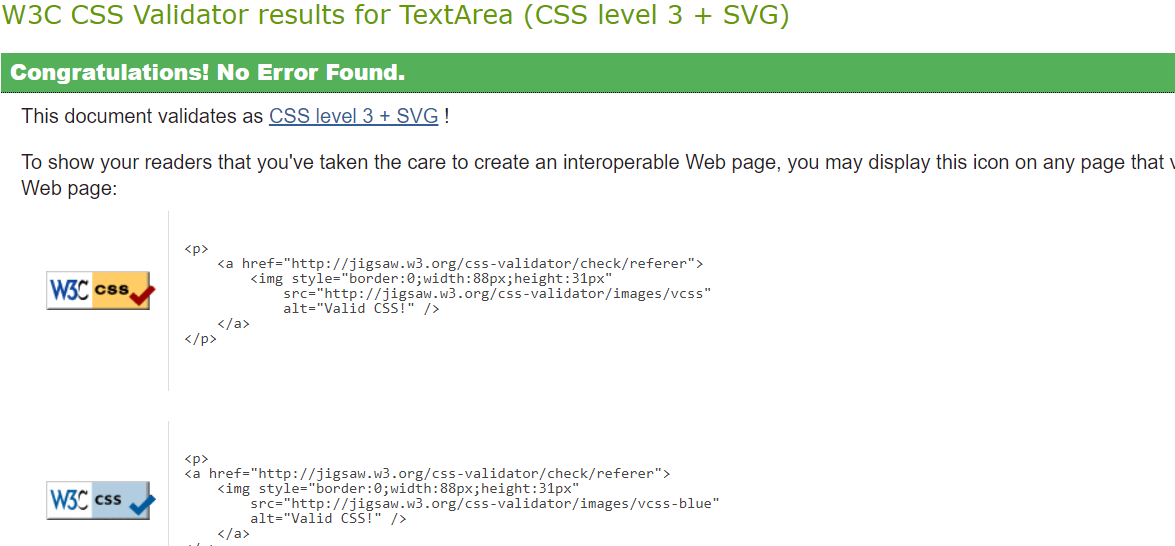 W3C CSS Validator results for TextArea (CSS level 3 + SVG)
Congratulations! No Error Found.
This document validates as CSS level 3 + SVG !
To show your readers that you've taken the care to create an interoperable Web page, you may display this icon on any page that
Web page:
<p>
<a href="http://jigsaw.w3.org/css-validator/check/referer">
<img style="border:0;width:88px;height:31px"
src="http://jigsaw.w3.org/css-validator/images/vcss"
alt="Valid CSS!" />
</a>
</p>
W3C css
<p>
<a href="http://jigsaw.w3.org/css-validator/check/referer">
<img style="border:0;width:88px;height:31px"
src="http://jigsaw.w3.org/css-validator/images/vcss-blue"
alt="Valid CSS!" />
</a>
W3C css